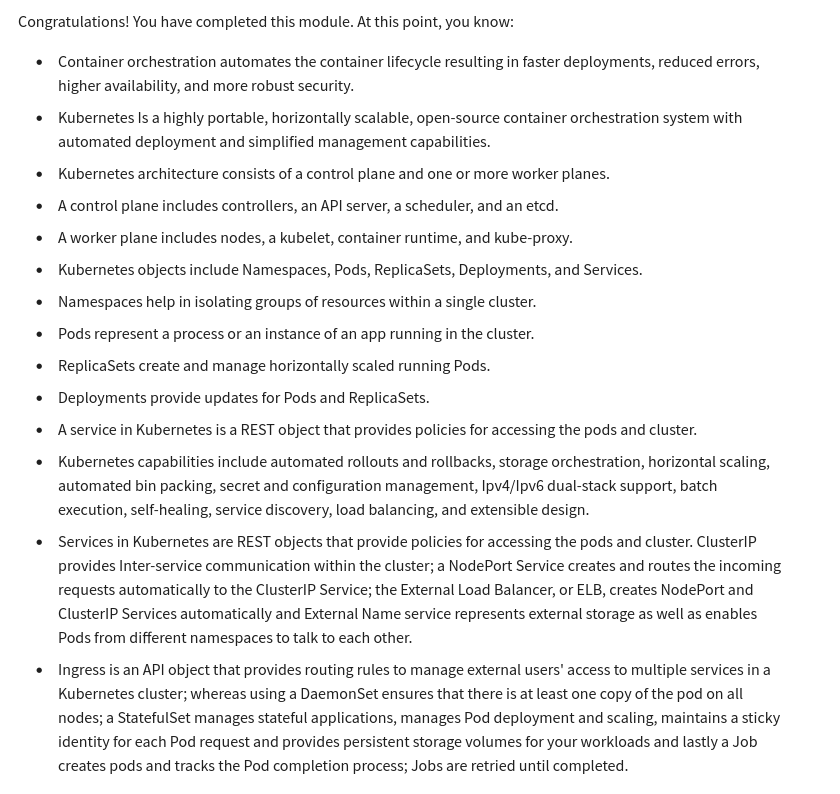 Congratulations! You have completed this module. At this point, you know:
• Container orchestration automates the container lifecycle resulting in faster deployments, reduced errors,
higher availability, and more robust security.
• Kubernetes Is a highly portable, horizontally scalable, open-source container orchestration system with
automated deployment and simplified management capabilities.
• Kubernetes architecture consists of a control plane and one or more worker planes.
• A control plane includes controllers, an API server, a scheduler, and an etcd.
• A worker plane includes nodes, a kubelet, container runtime, and kube-proxy.
• Kubernetes objects include Namespaces, Pods, ReplicaSets, Deployments, and Services.
• Namespaces help in isolating groups of resources within a single cluster.
• Pods represent a process or an instance of an app running in the cluster.
• ReplicaSets create and manage horizontally scaled running Pods.
• Deployments provide updates for Pods and ReplicaSets.
• A service in Kubernetes is a REST object that provides policies for accessing the pods and cluster.
• Kubernetes capabilities include automated rollouts and rollbacks, storage orchestration, horizontal scaling,
automated bin packing, secret and configuration management, Ipv4/Ipv6 dual-stack support, batch
execution, self-healing, service discovery, load balancing, and extensible design.
• Services in Kubernetes are REST objects that provide policies for accessing the pods and cluster. ClusterIP
provides Inter-service communication within the cluster; a NodePort Service creates and routes the incoming
requests automatically to the ClusterIP Service; the External Load Balancer, or ELB, creates NodePort and
ClusterIP Services automatically and External Name service represents external storage as well as enables
Pods from different namespaces to talk to each other.
• Ingress is an API object that provides routing rules to manage external users' access to multiple services in a
Kubernetes cluster; whereas using a DaemonSet ensures that there is at least one copy of the pod on all
nodes; a StatefulSet manages stateful applications, manages Pod deployment and scaling, maintains a sticky
identity for each Pod request and provides persistent storage volumes for your workloads and lastly a Job
creates pods and tracks the Pod completion process; Jobs are retried until completed.